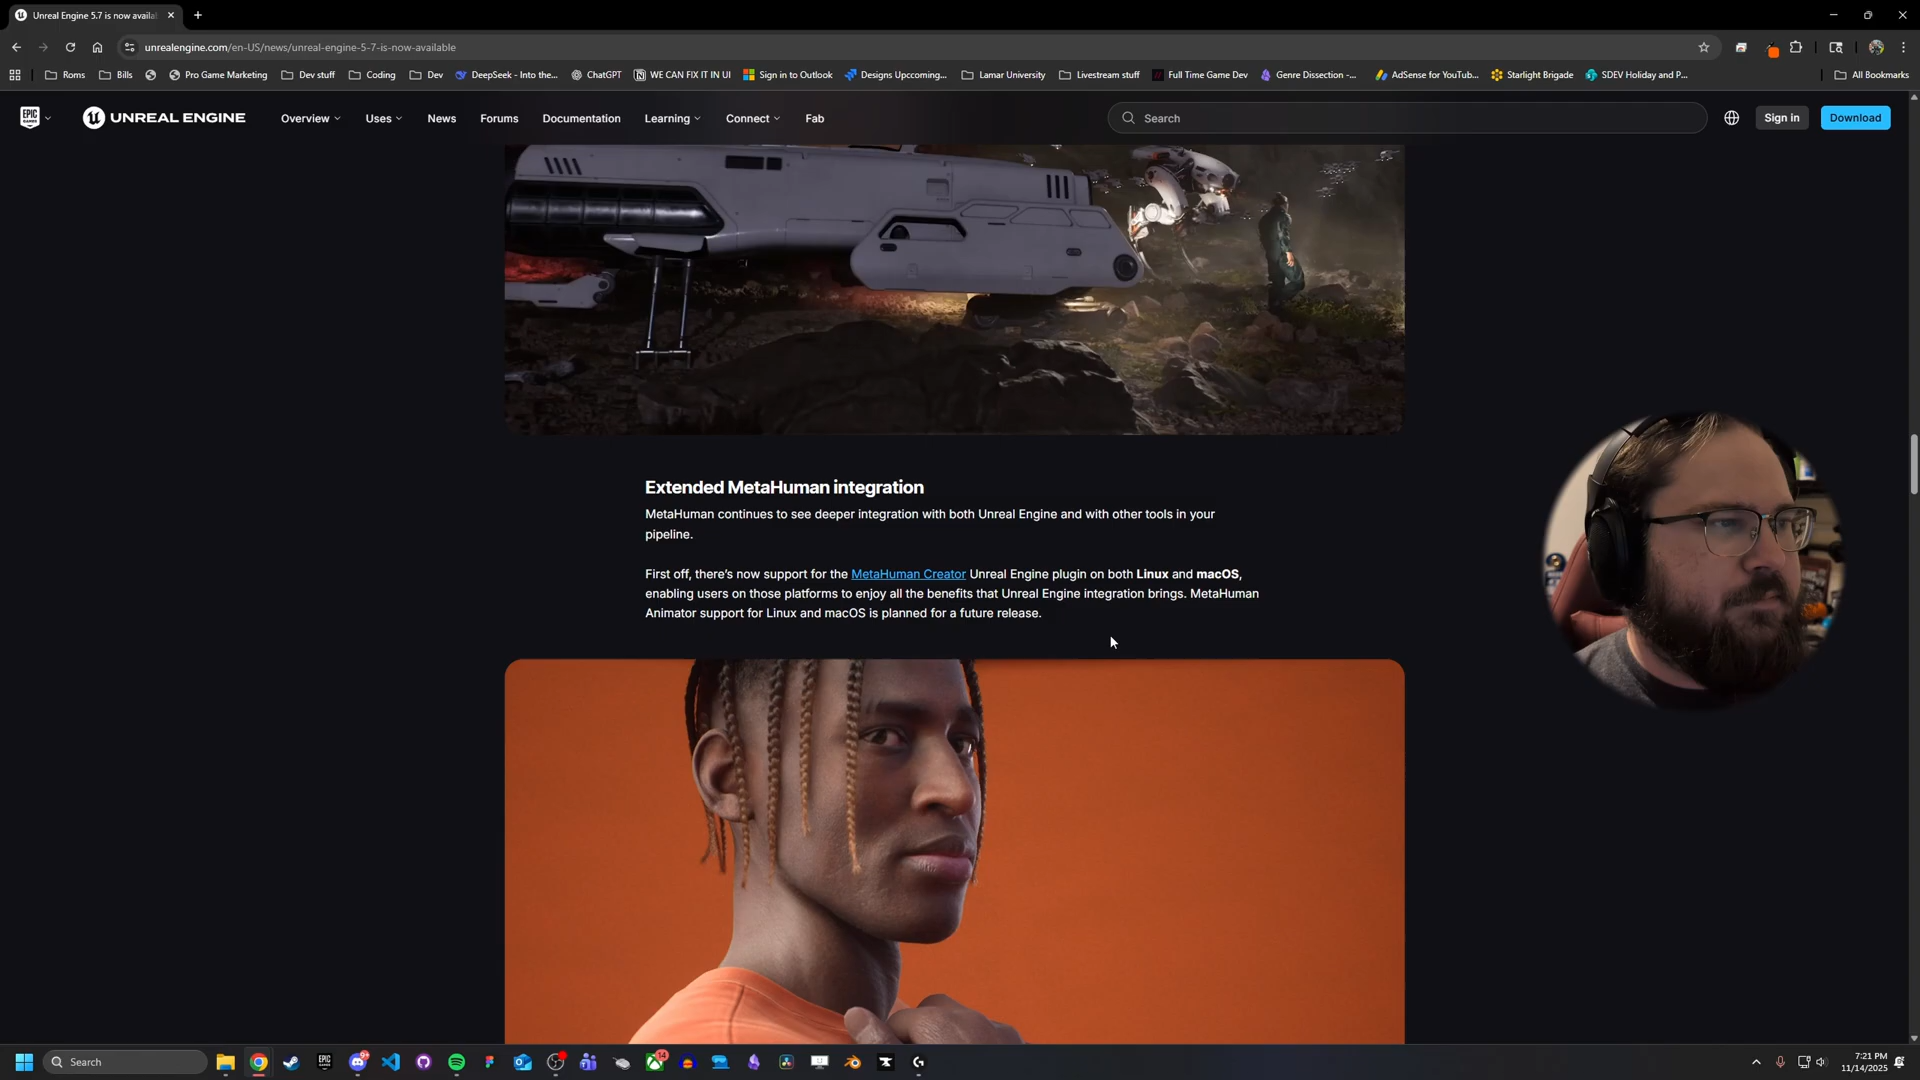 Unreal Engine 5.7 is now availa
unrealengine.com/en-US/news/unreal-engine-5-7-is-now-available
Roms
Bills
Pro Game Marketing
Dev stuff
Coding
Dev
DeepSeek - Into the...
ChatGPT
WE CAN FIX IT IN UI
Sign in to Outlook
Designs Upccoming...
Lamar University
Livestream stuff
Full Time Game Dev
Genre Dissection -...
AdSense for YouTub...
Starlight Brigade
SDEV Holiday and P...
All Bookmarks
EPIC GAMES
UNREAL ENGINE
Overview
Uses
News
Forums
Documentation
Learning
Connect
Fab
Search
Sign in
Download
Extended MetaHuman integration
MetaHuman continues to see deeper integration with both Unreal Engine and with other tools in your
pipeline.
First off, there's now support for the MetaHuman Creator Unreal Engine plugin on both Linux and macOS,
enabling users on those platforms to enjoy all the benefits that Unreal Engine integration brings. MetaHuman
Animator support for Linux and macOS is planned for a future release.
Search
14
7:21 PM
11/14/2025